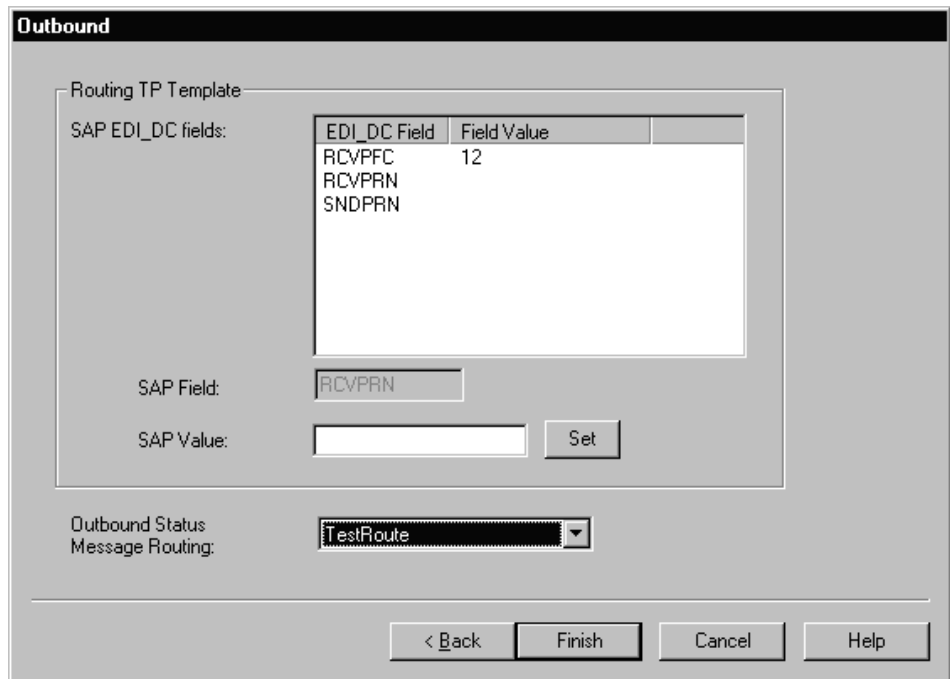 Outbound
Routing TP Template
SAP EDI_DC fields:
EDI_DC Field Field Value
RCVPFC 12
RCVPRN
SNDPRN
SAP Field: RCVPRN
SAP Value: Set
Outbound Status
Message Routing:
TestRoute
< Back Finish Cancel Help